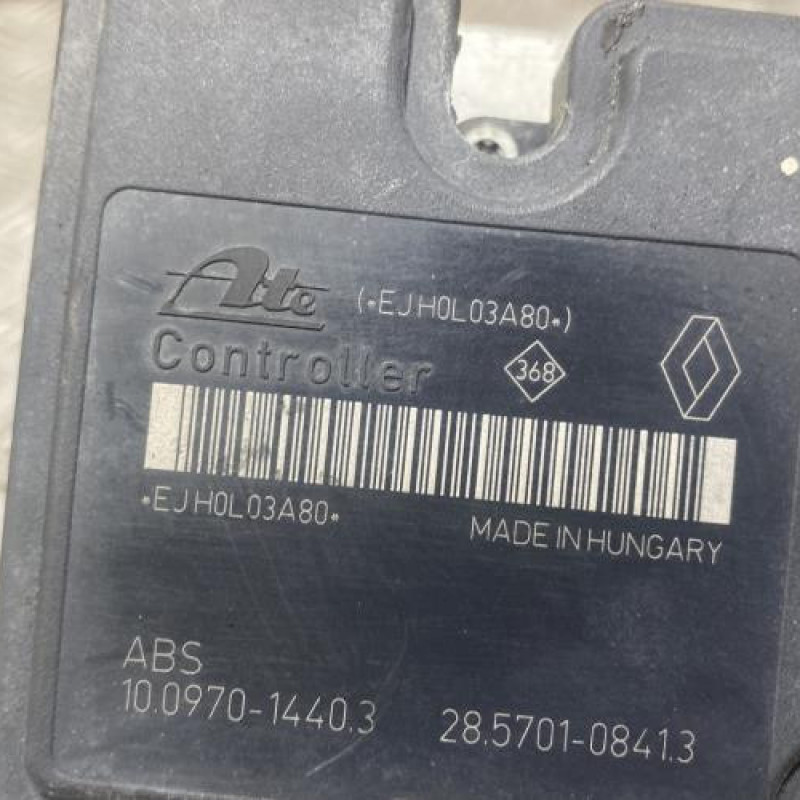 Ate (*EJH0L03A80*)
Controller 368
*EJH0L03A80*
MADE IN HUNGARY
ABS
10.0970-1440.3 28.5701-0841.3